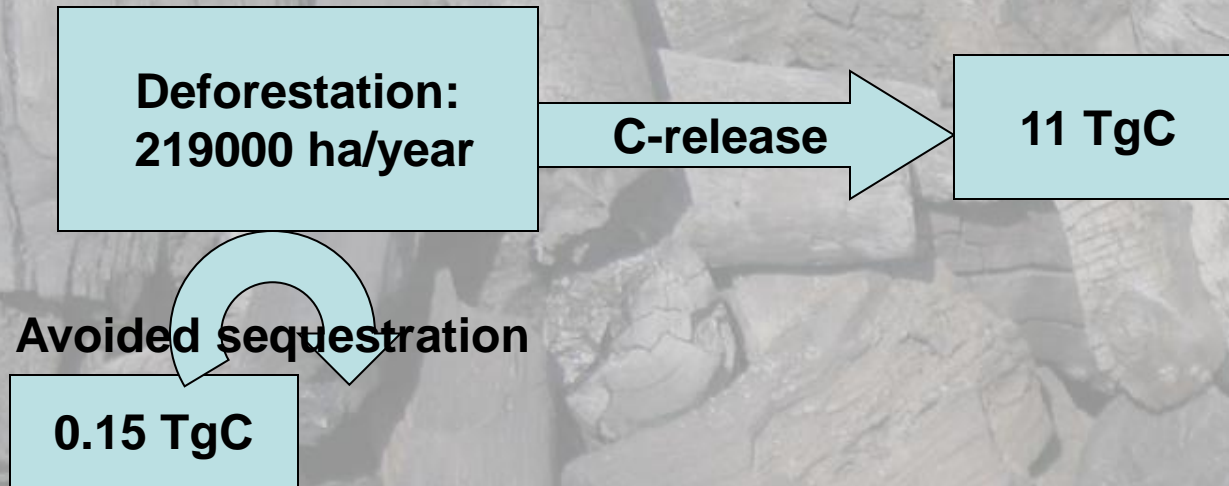 Deforestation:
219000 ha/year
C-release
11 TgC
Avoided sequestration
0.15 TgC